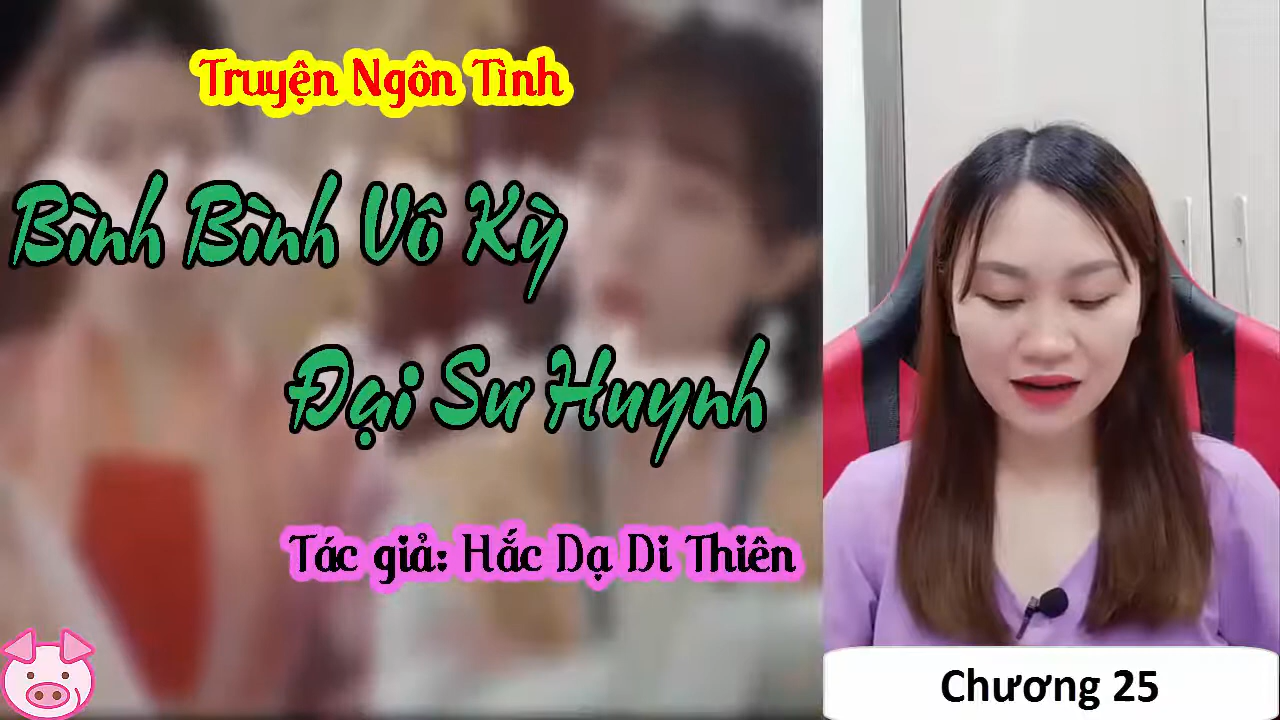 Truyện Ngôn Tình
Bình Bình Vô Kỳ
Đại Sư Huynh
Tác giả: Hắc Dạ Di Thiên
Chương 25